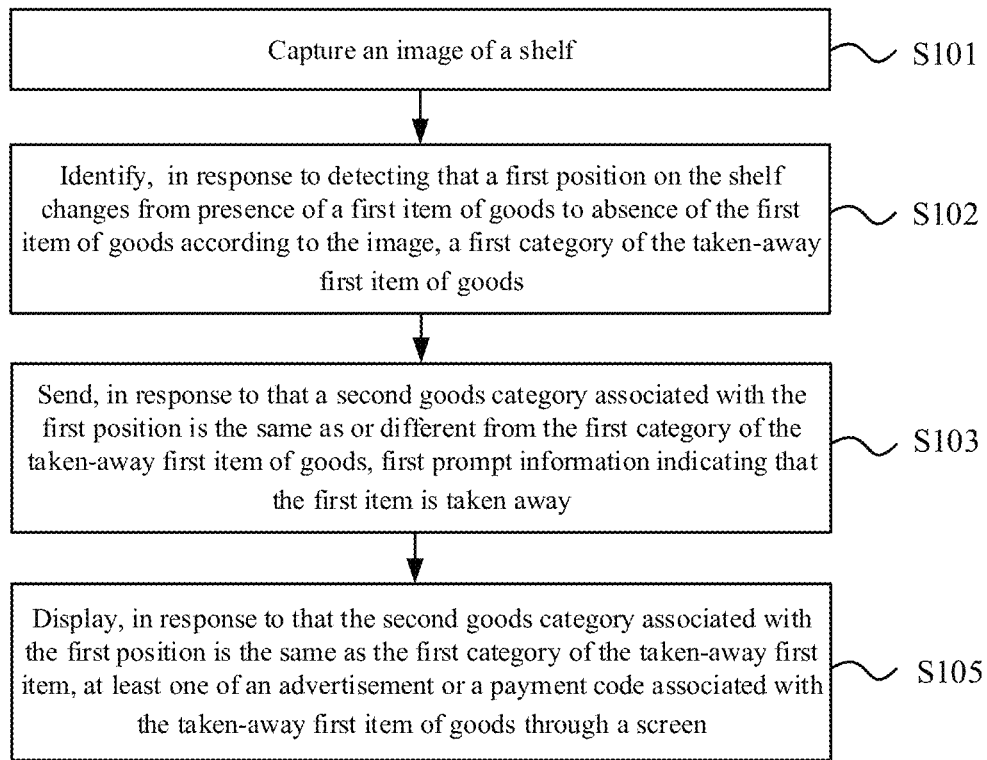 Capture an image of a shelf
S101
Identify, in response to detecting that a first position on the shelf
changes from presence of a first item of goods to absence of the first
item of goods according to the image, a first category of the taken-away
first item of goods
S102
Send, in response to that a second goods category associated with the
first position is the same as or different from the first category of the
taken-away first item of goods, first prompt information indicating that
the first item is taken away
S103
Display, in response to that the second goods category associated with
the first position is the same as the first category of the taken-away first
item, at least one of an advertisement or a payment code associated with
the taken-away first item of goods through a screen
S105